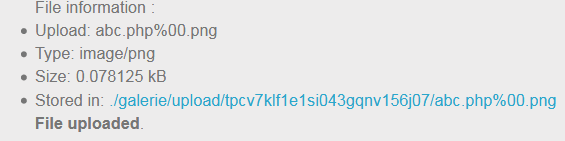 File information :
Upload: abc.php%00.png
Type: image/png
Size: 0.078125 kB
Stored in: ./galerie/upload/tpcv7klf1e1si043gqnv156j07/abc.php%00.png
File uploaded.